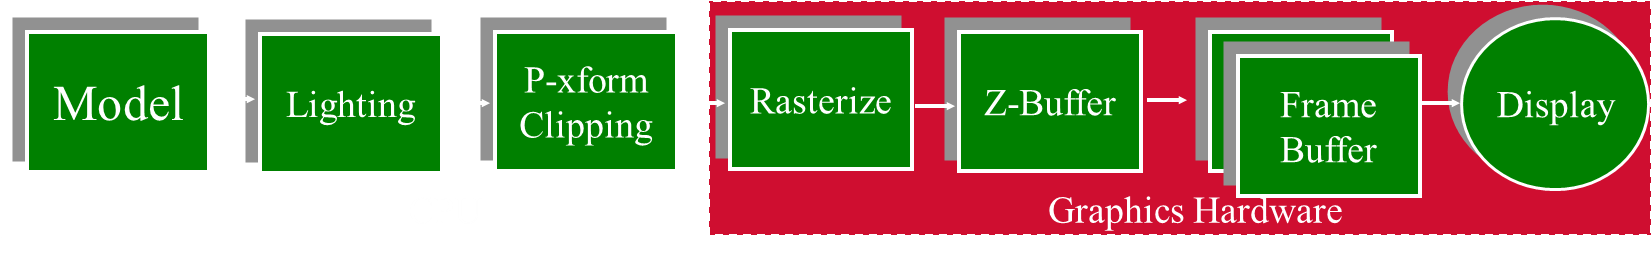 Model
Lighting
P-xform
Clipping
Rasterize
Z-Buffer
Frame
Buffer
Display
Graphics Hardware